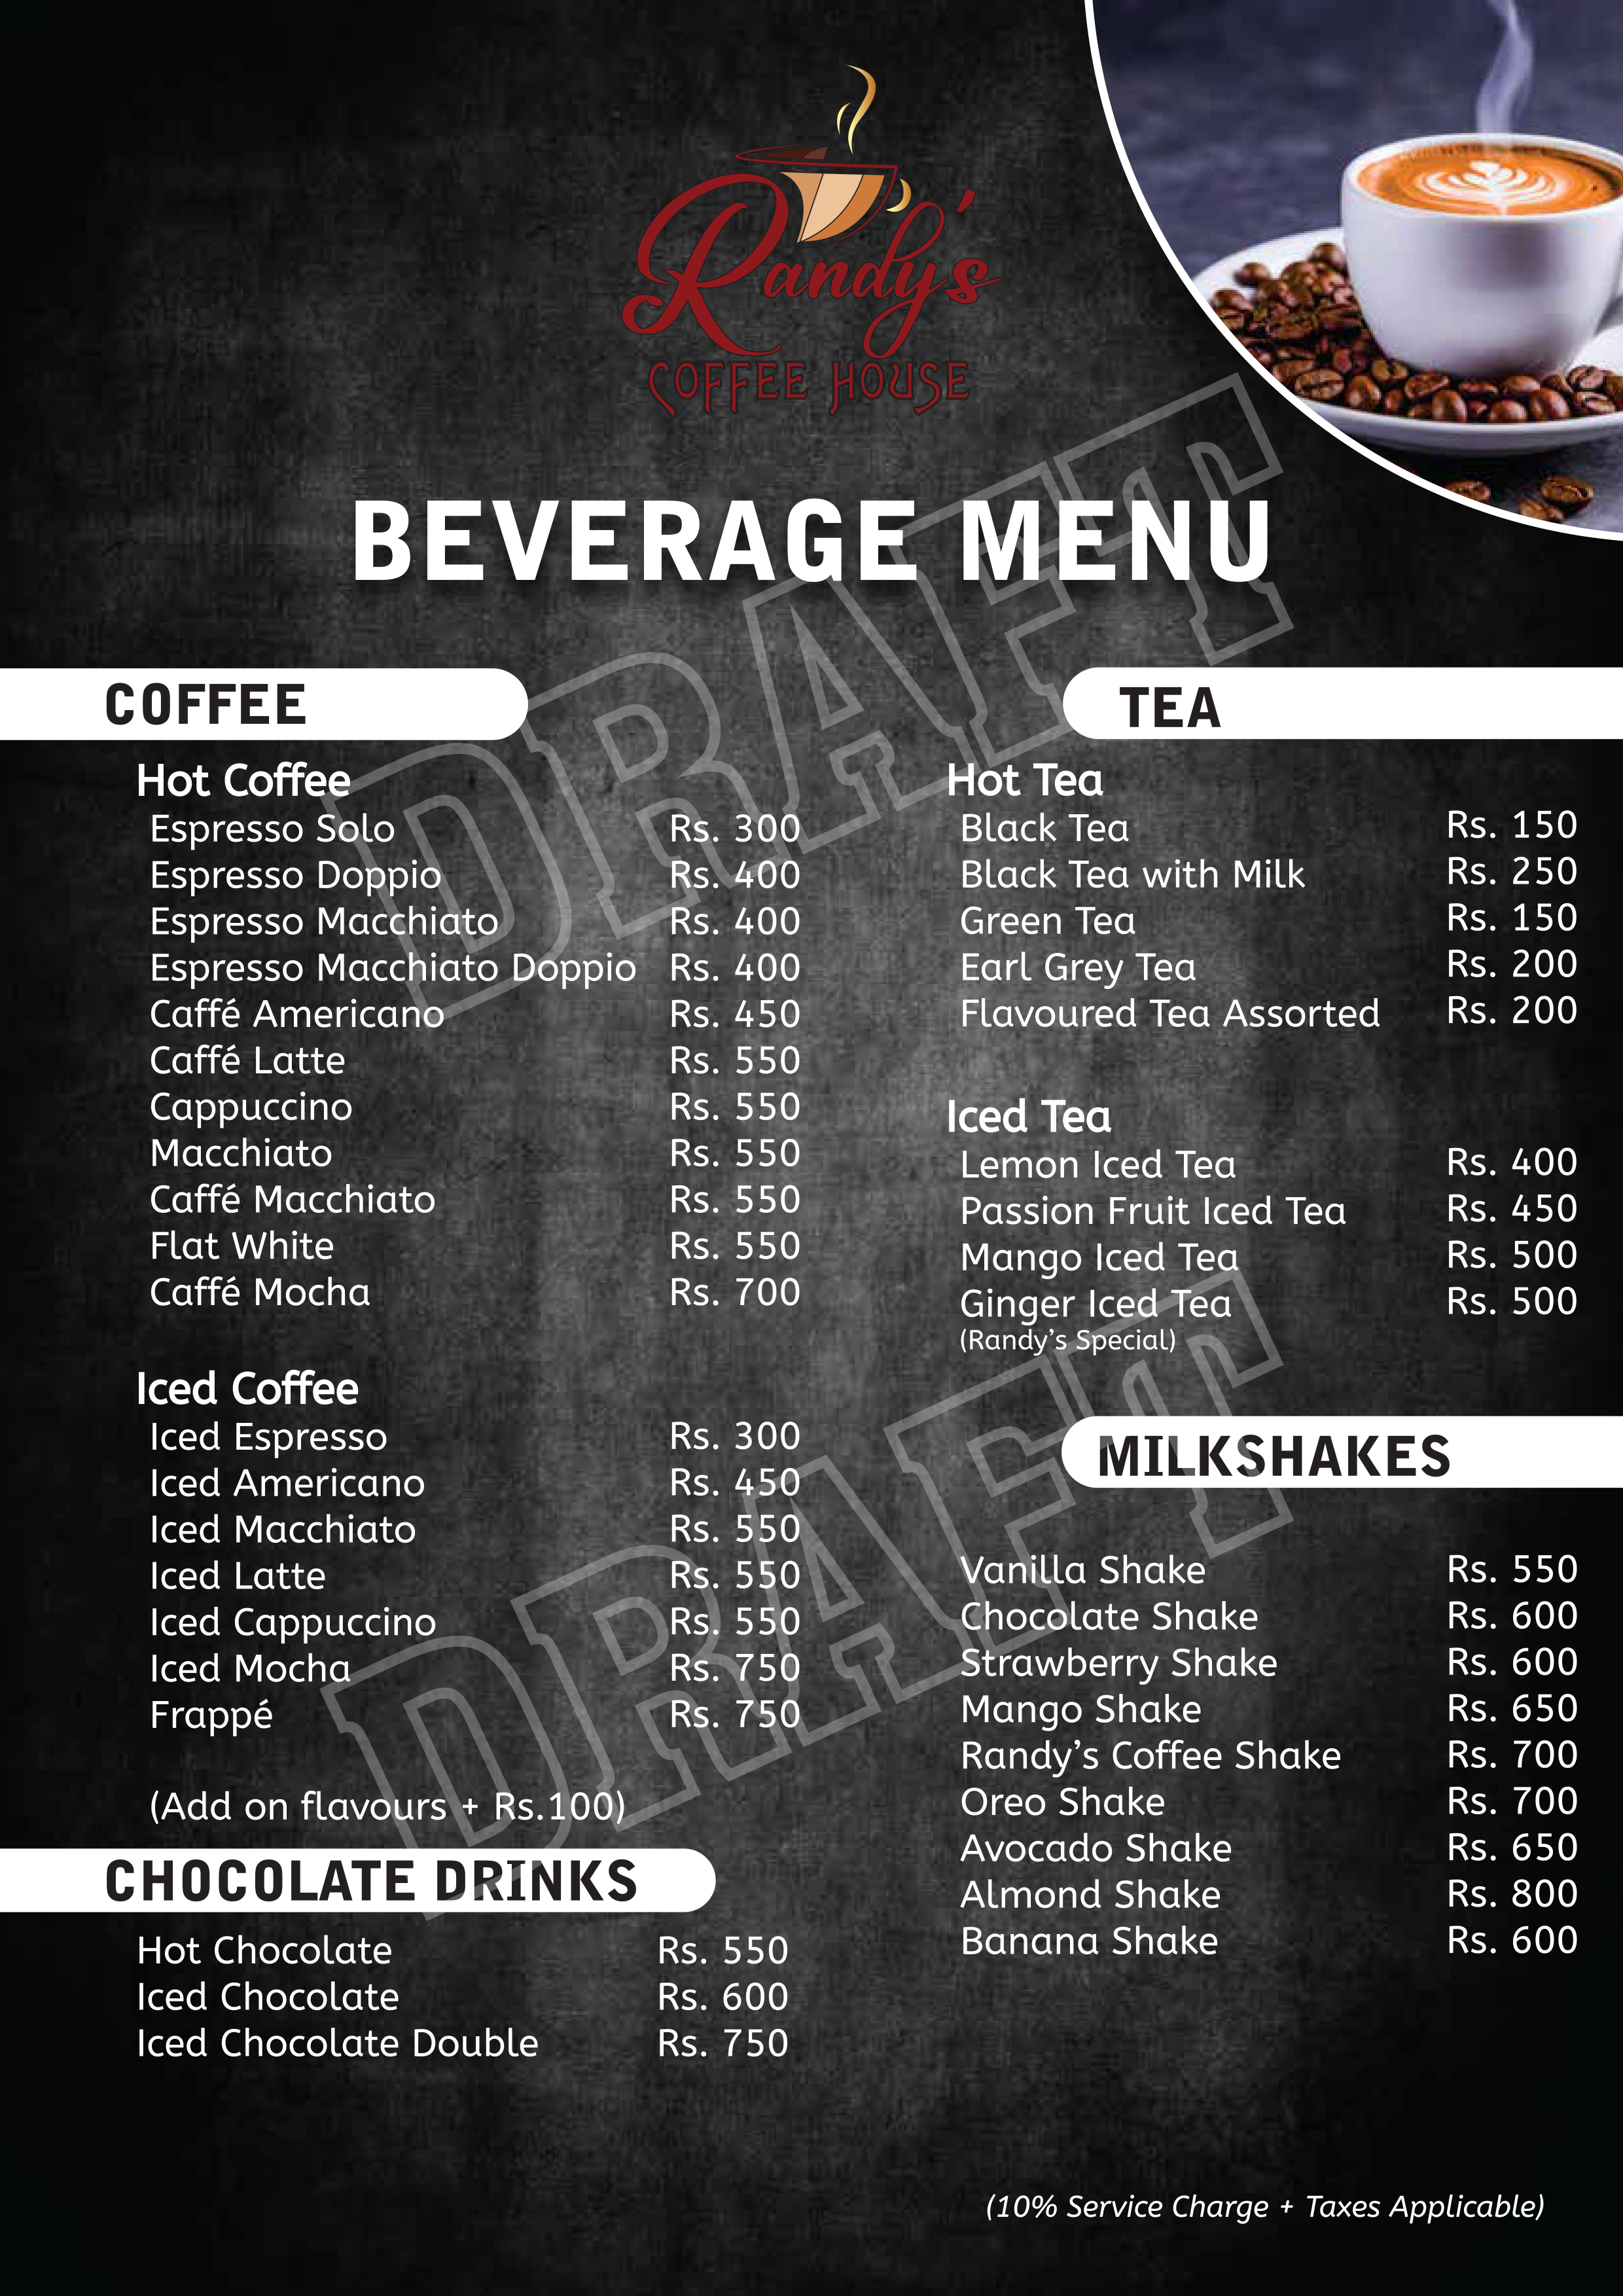 Randy's
COFFEE HOUSE
BEVERAGE MENU
COFFEE
Hot Coffee
Espresso Solo Rs. 300
Espresso Doppio Rs. 400
Espresso Macchiato Rs. 400
Espresso Macchiato Doppio Rs. 400
Caffé Americano Rs. 450
Caffé Latte Rs. 550
Cappuccino Rs. 550
Macchiato Rs. 550
Caffé Macchiato Rs. 550
Flat White Rs. 550
Caffé Mocha Rs. 700
Iced Coffee
Iced Espresso Rs. 300
Iced Americano Rs. 450
Iced Macchiato Rs. 550
Iced Latte Rs. 550
Iced Cappuccino Rs. 550
Iced Mocha Rs. 750
Frappé Rs. 750
(Add on flavours + Rs.100)
CHOCOLATE DRINKS
Hot Chocolate Rs. 550
Iced Chocolate Rs. 600
Iced Chocolate Double Rs. 750
TEA
Hot Tea
Black Tea Rs. 150
Black Tea with Milk Rs. 250
Green Tea Rs. 150
Earl Grey Tea Rs. 200
Flavoured Tea Assorted Rs. 200
Iced Tea
Lemon Iced Tea Rs. 400
Passion Fruit Iced Tea Rs. 450
Mango Iced Tea Rs. 500
Ginger Iced Tea Rs. 500
(Randy's Special)
MILKSHAKES
Vanilla Shake Rs. 550
Chocolate Shake Rs. 600
Strawberry Shake Rs. 600
Mango Shake Rs. 650
Randy's Coffee Shake Rs. 700
Oreo Shake Rs. 700
Avocado Shake Rs. 650
Almond Shake Rs. 800
Banana Shake Rs. 600
(10% Service Charge + Taxes Applicable)
DRAFT
DRAFT